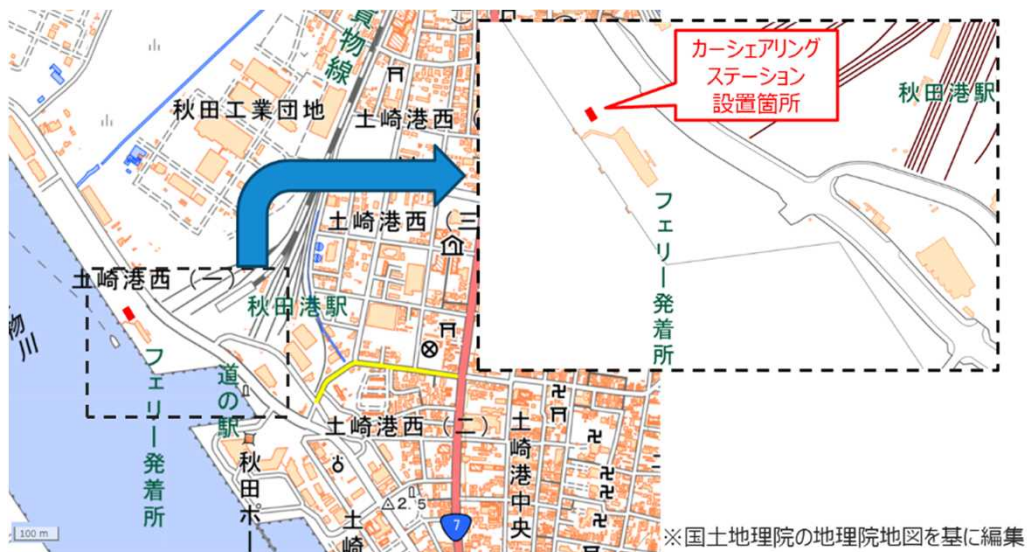 貨物線
秋田工業団地
土崎港西（
土崎港西（三
土崎港西（一）
秋田港駅
物川
フェリー発着所
道の駅
秋田ポー
土崎港西（二）
土崎港中央
2.5
土崎
7
100 m
カーシェアリング
ステーション
設置箇所
秋田港駅
フェリー発着所
※国土地理院の地理院地図を基に編集